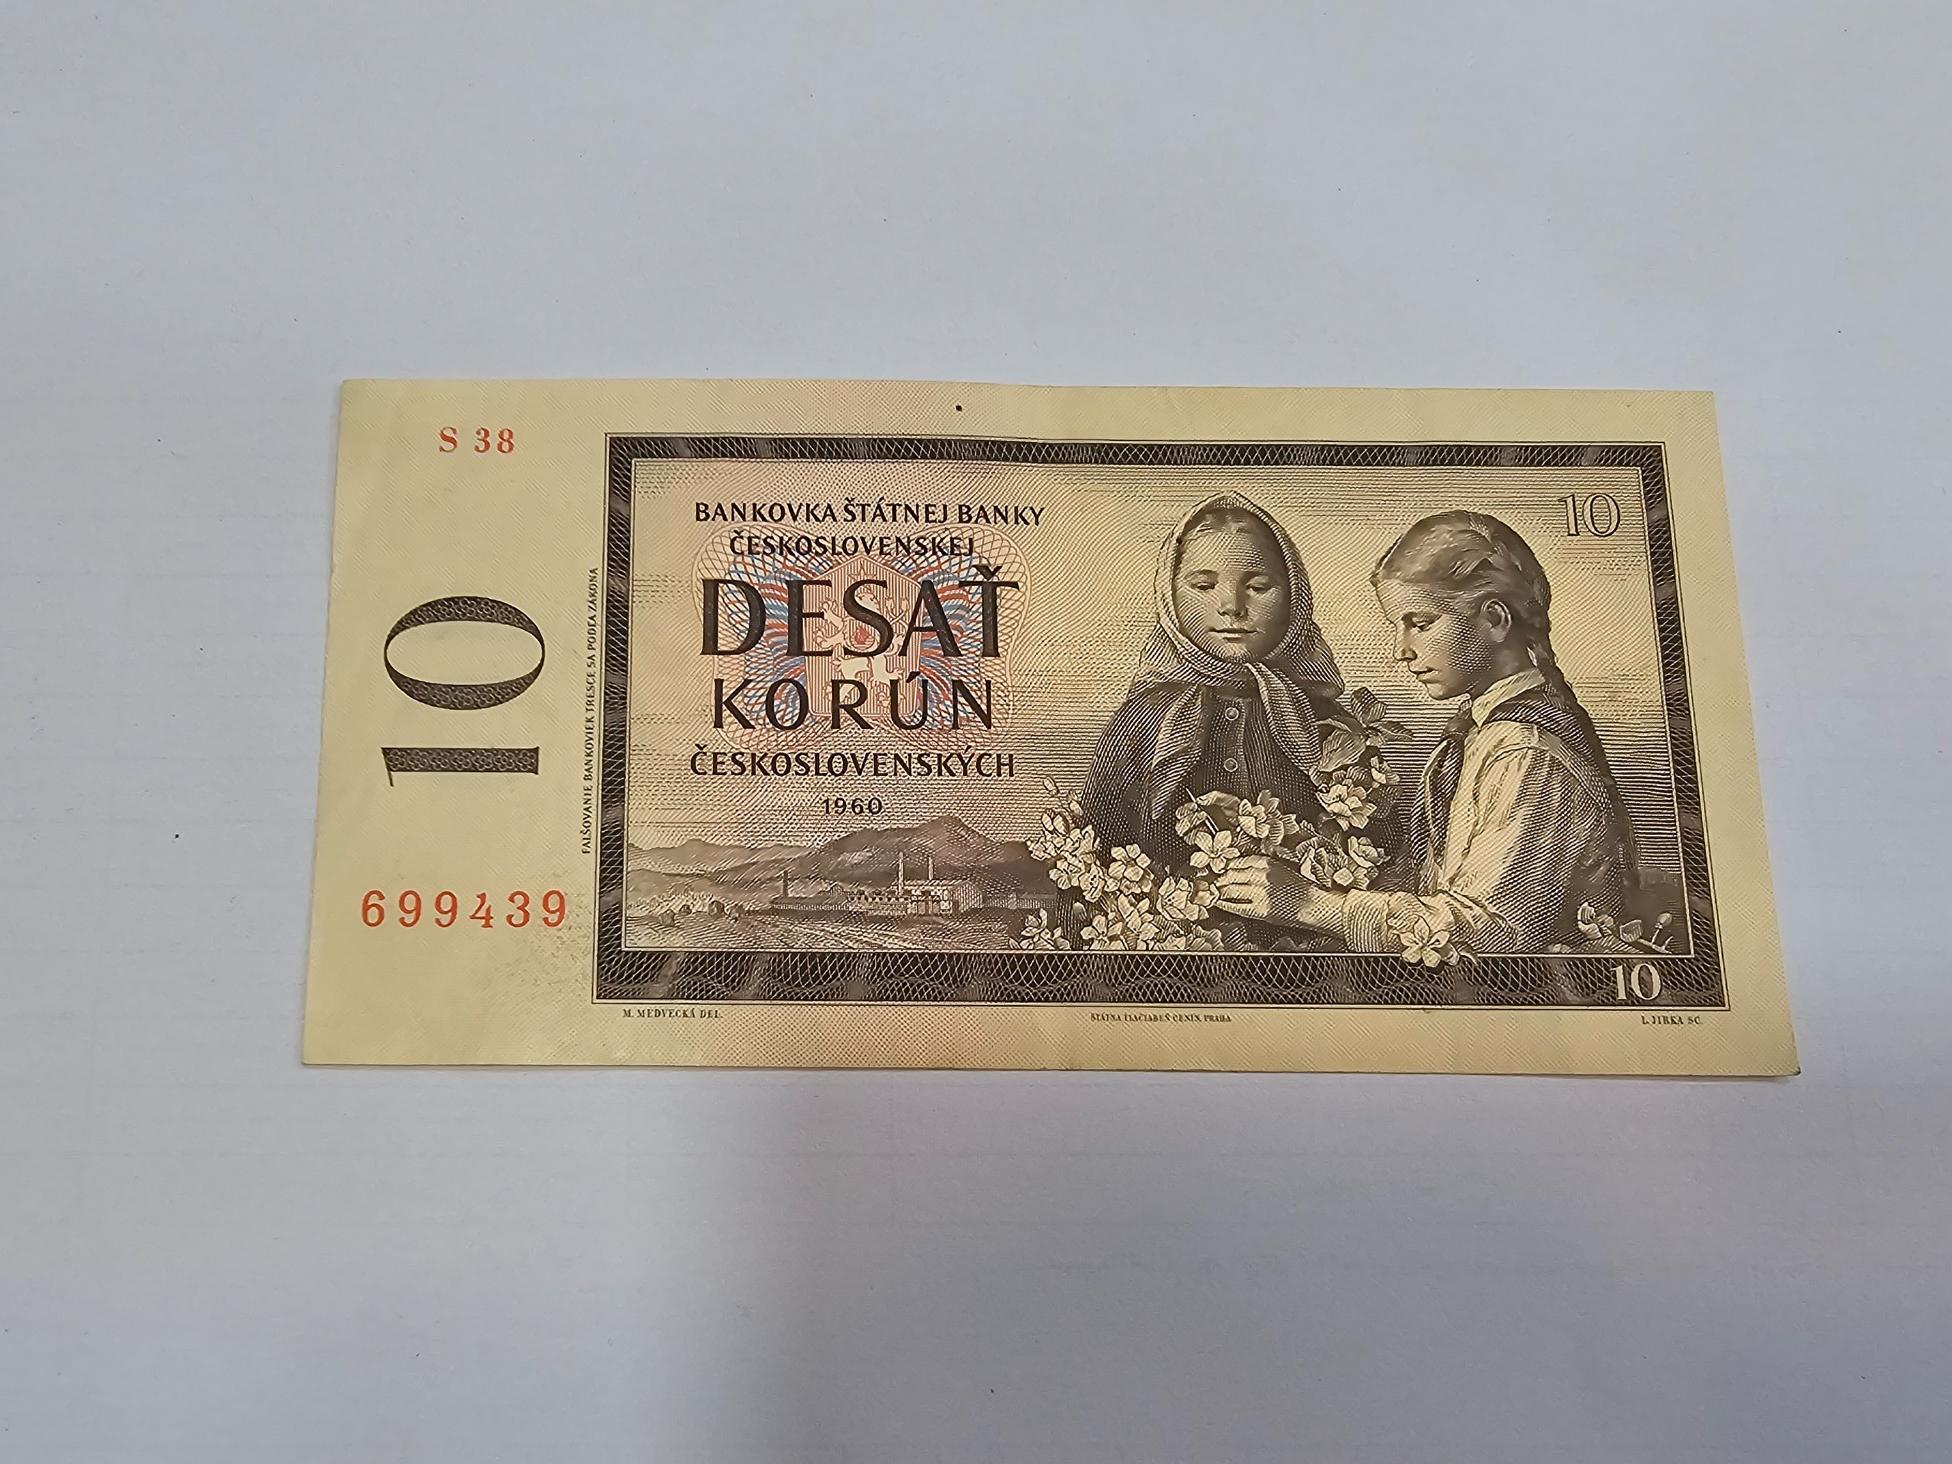 S 38
10
699439
FALŠOVANIE BANKOVIEK TRESCE SA PODĽA ZÁKONA
BANKOVKA ŠTÁTNEJ BANKY
ČESKOSLOVENSKEJ
DESAŤ
KORÚN
ČESKOSLOVENSKÝCH
1960
10
10
M. MEDVECKÁ DEL.
ŠTÁTNA TLAČIAREŇ CENÍN, PRAHA
L. JIRKA SC.